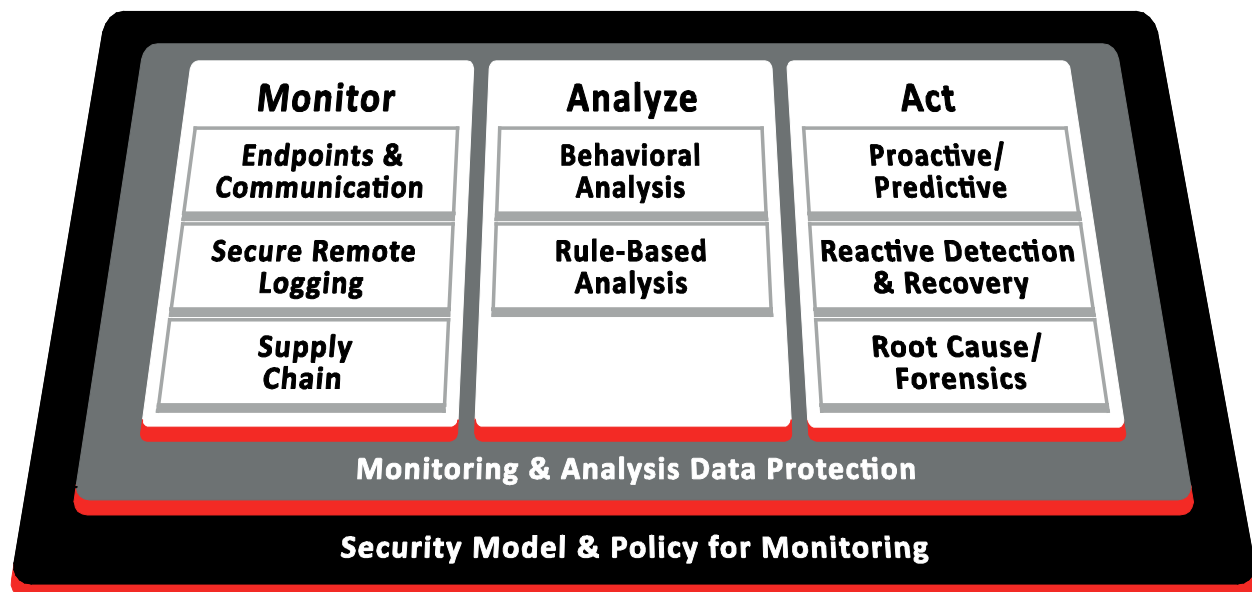 Monitor
Endpoints &
Communication
Secure Remote
Logging
Supply
Chain
Analyze
Behavioral
Analysis
Rule-Based
Analysis
Act
Proactive/
Predictive
Reactive Detection
& Recovery
Root Cause/
Forensics
Monitoring & Analysis Data Protection
Security Model & Policy for Monitoring